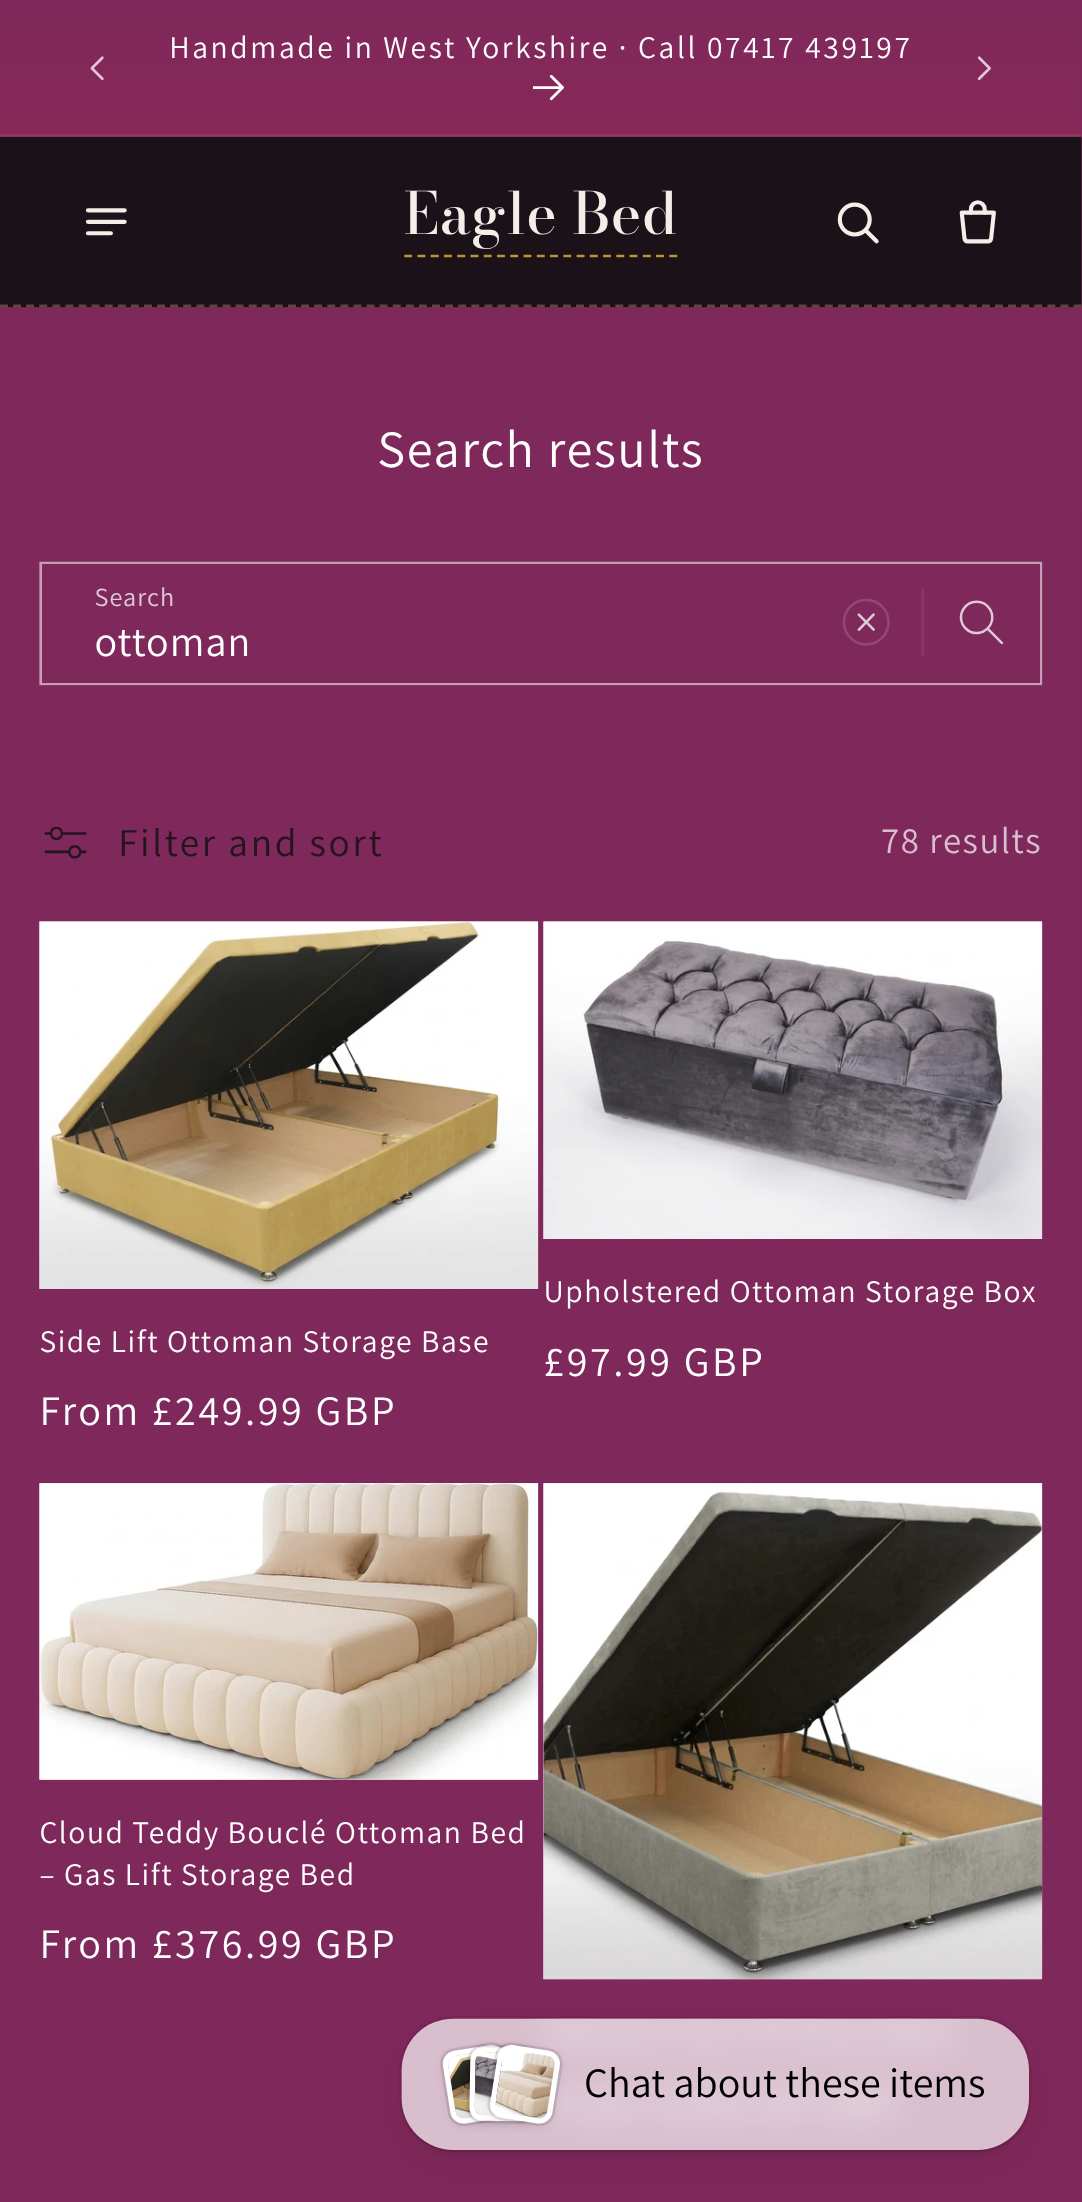 Handmade in West Yorkshire · Call 07417 439197
Eagle Bed
Search results
Search
ottoman
Filter and sort
78 results
Side Lift Ottoman Storage Base
From £249.99 GBP
Upholstered Ottoman Storage Box
£97.99 GBP
Cloud Teddy Bouclé Ottoman Bed
– Gas Lift Storage Bed
From £376.99 GBP
Chat about these items